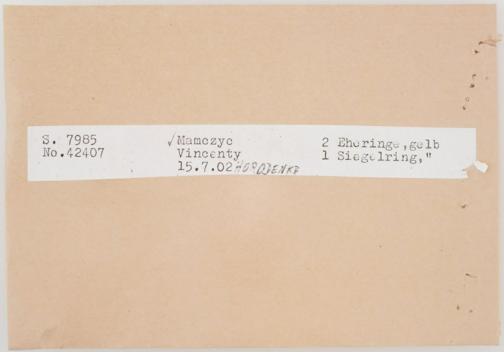 S. 7985 √Mamczyc 2 Eheringe,gelb
No.42407 Vincenty 1 Siegelring,"
15.7.02